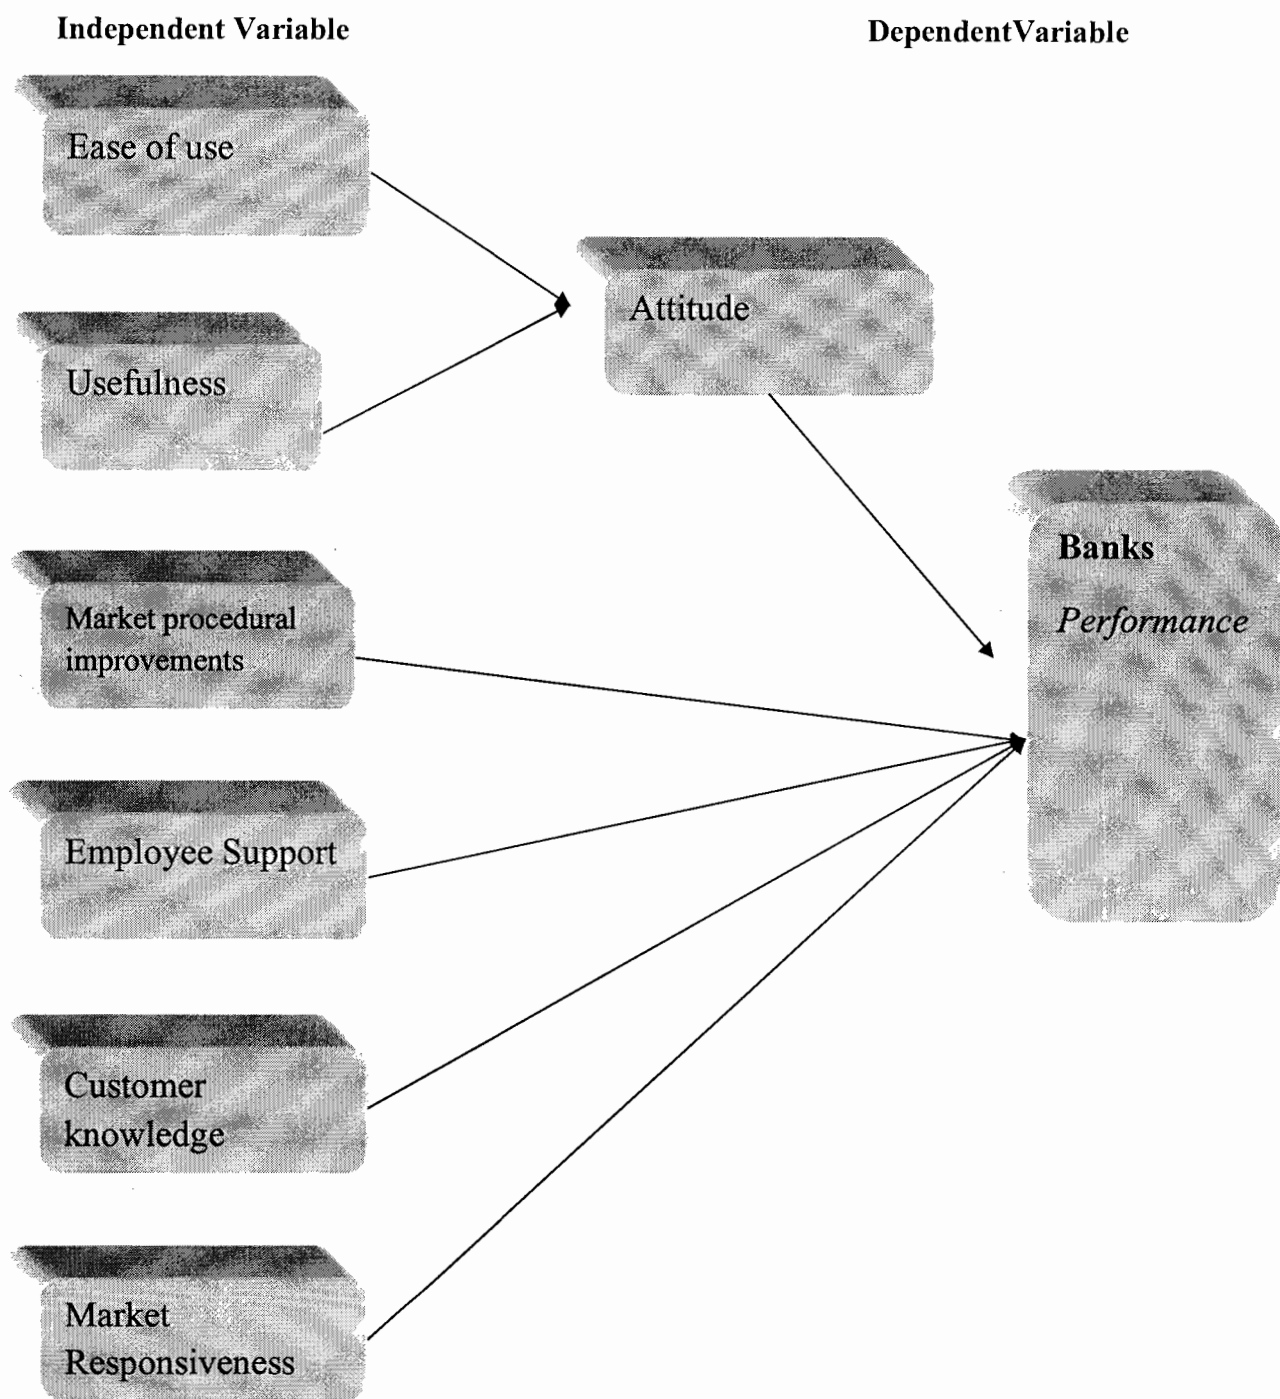 Independent Variable
DependentVariable
Ease of use
Attitude
Usefulness
Banks
Performance
Market procedural
improvements
Employee Support
Customer
knowledge
Market
Responsiveness